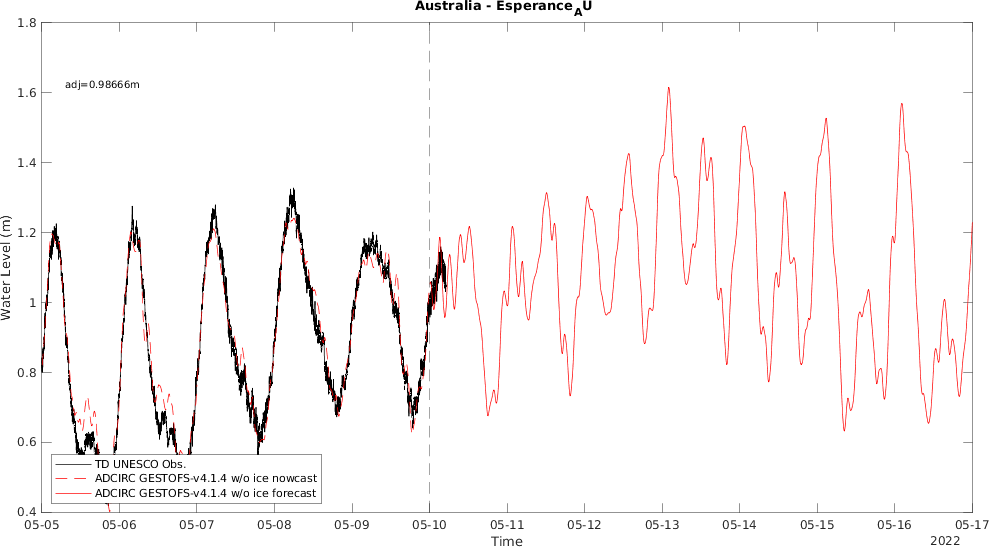 Australia - Esperance_AU
1.8
1.6
1.4
1.2
1
0.8
0.6
0.4
Water Level (m)
adj=0.98666m
TD UNESCO Obs.
ADCIRC GESTOFS-v4.1.4 w/o ice nowcast
ADCIRC GESTOFS-v4.1.4 w/o ice forecast
05-05 05-06 05-07 05-08 05-09 05-10 05-11 05-12 05-13 05-14 05-15 05-16 05-17
Time
2022